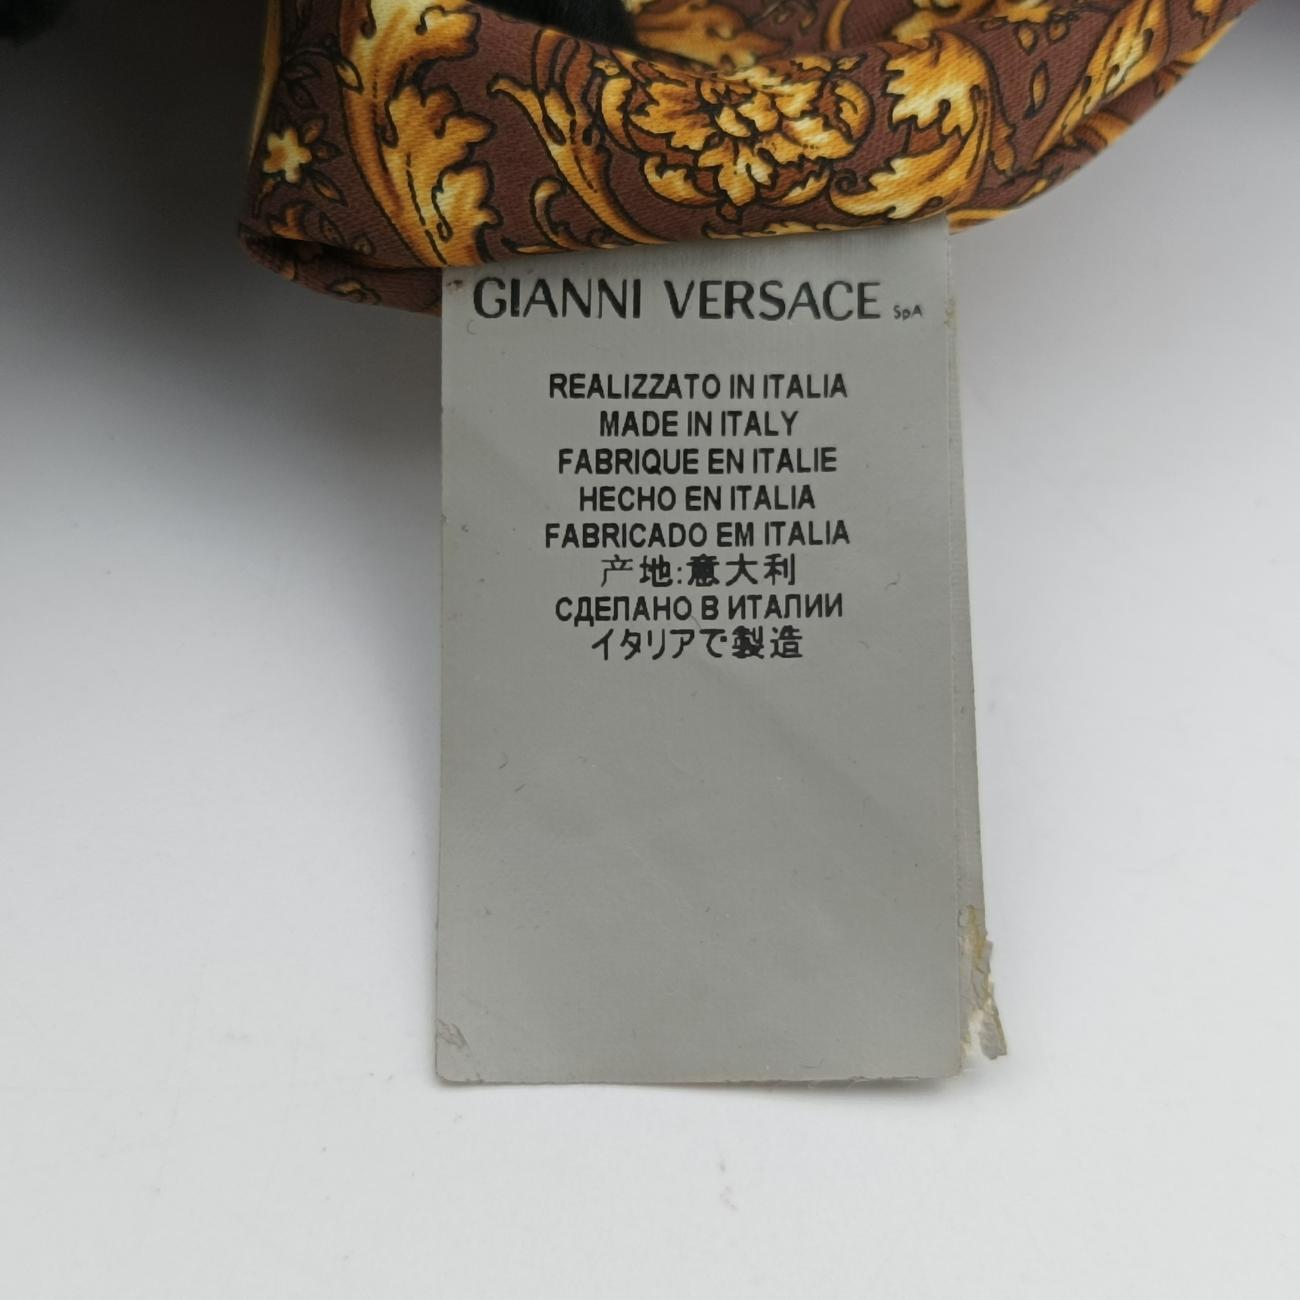 GIANNI VERSACE SpA
REALIZZATO IN ITALIA
MADE IN ITALY
FABRIQUE EN ITALIE
HECHO EN ITALIA
FABRICADO EM ITALIA
产地:意大利
СДЕЛАНО В ИТАЛИИ
イタリアで製造